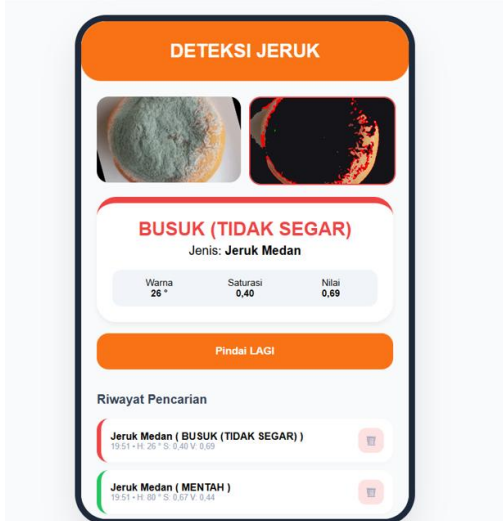 DETEKSI JERUK
BUSUK (TIDAK SEGAR)
Jenis: Jeruk Medan
Warna Saturasi Nilai
26 ° 0,40 0,69
Pindai LAGI
Riwayat Pencarian
Jeruk Medan ( BUSUK (TIDAK SEGAR) )
19.51 • H: 26 ° S: 0,40 V: 0,69
Jeruk Medan ( MENTAH )
19.51 • H: 80 ° S: 0,67 V: 0,44